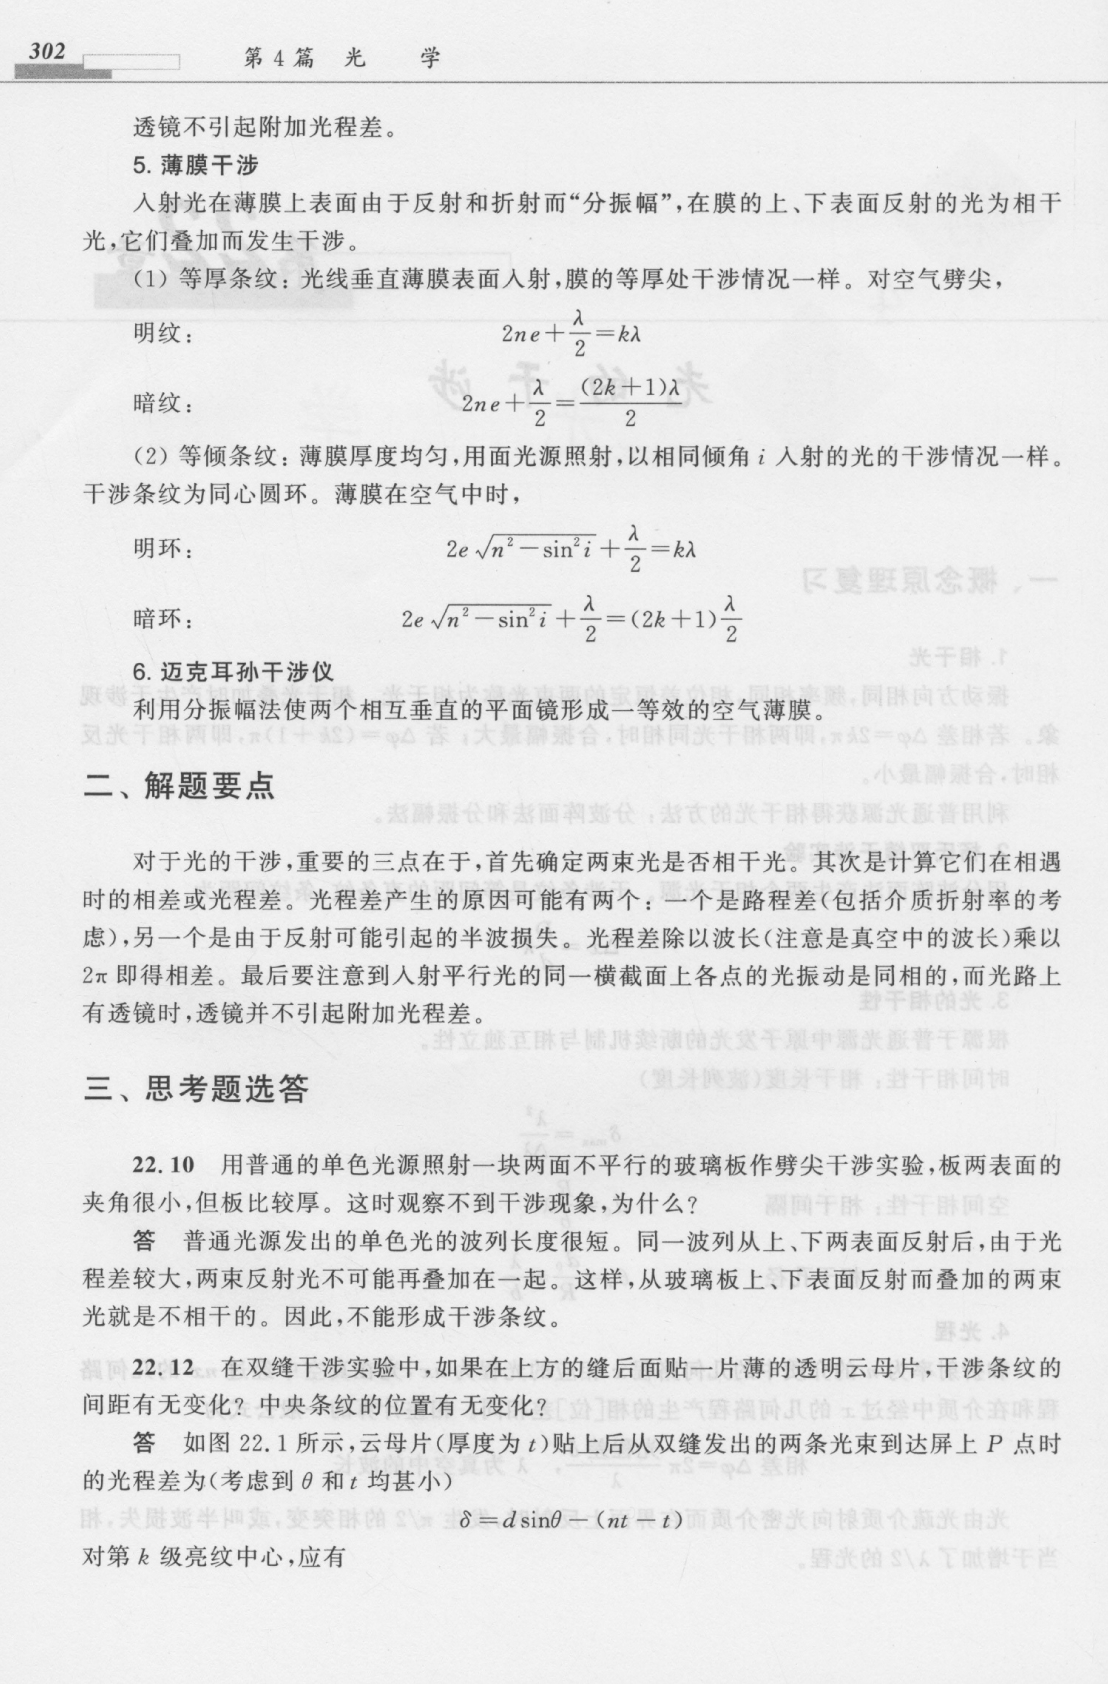 302
第4篇 光 学
透镜不引起附加光程差。
5. 薄膜干涉
入射光在薄膜上表面由于反射和折射而“分振幅”,在膜的上、下表面反射的光为相干
光,它们叠加而发生干涉。
(1) 等厚条纹:光线垂直薄膜表面入射,膜的等厚处干涉情况一样。对空气劈尖,
明纹: 2ne+λ/2=kλ
暗纹: 2ne+λ/2=(2k+1)λ/2
(2) 等倾条纹:薄膜厚度均匀,用面光源照射,以相同倾角 i 入射的光的干涉情况一样。
干涉条纹为同心圆环。薄膜在空气中时,
明环: 2e√(n²-sin²i)+λ/2=kλ
暗环: 2e√(n²-sin²i)+λ/2=(2k+1)λ/2
6. 迈克耳孙干涉仪
利用分振幅法使两个相互垂直的平面镜形成一等效的空气薄膜。
二、解题要点
对于光的干涉,重要的三点在于,首先确定两束光是否相干光。其次是计算它们在相遇
时的相差或光程差。光程差产生的原因可能有两个:一个是路程差(包括介质折射率的考
虑),另一个是由于反射可能引起的半波损失。光程差除以波长(注意是真空中的波长)乘以
2π 即得相差。最后要注意到入射平行光的同一横截面上各点的光振动是同相的,而光路上
有透镜时,透镜并不引起附加光程差。
三、思考题选答
22.10 用普通的单色光源照射一块两面不平行的玻璃板作劈尖干涉实验,板两表面的
夹角很小,但板比较厚。这时观察不到干涉现象,为什么?
答 普通光源发出的单色光的波列长度很短。同一波列从上、下两表面反射后,由于光
程差较大,两束反射光不可能再叠加在一起。这样,从玻璃板上、下表面反射而叠加的两束
光就是不相干的。因此,不能形成干涉条纹。
22.12 在双缝干涉实验中,如果在上方的缝后面贴一片薄的透明云母片,干涉条纹的
间距有无变化?中央条纹的位置有无变化?
答 如图 22.1 所示,云母片(厚度为 t)贴上后从双缝发出的两条光束到达屏上 P 点时
的光程差为(考虑到 θ 和 t 均甚小)
δ=dsinθ-(nt-t)
对第 k 级亮纹中心,应有